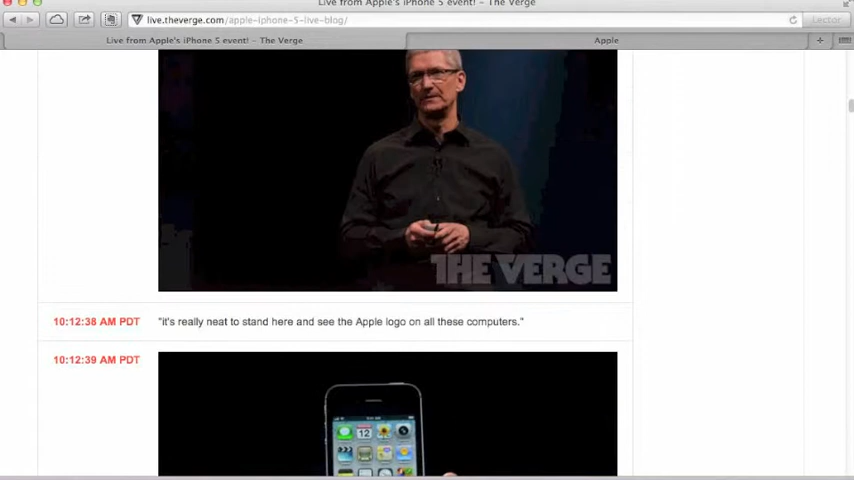 Live from Apple's iPhone 5 event! – The Verge
live.theverge.com/apple-iphone-5-live-blog/
Lector
Live from Apple's iPhone 5 event! – The Verge
Apple
THE VERGE
10:12:38 AM PDT "it's really neat to stand here and see the Apple logo on all these computers."
10:12:39 AM PDT
12